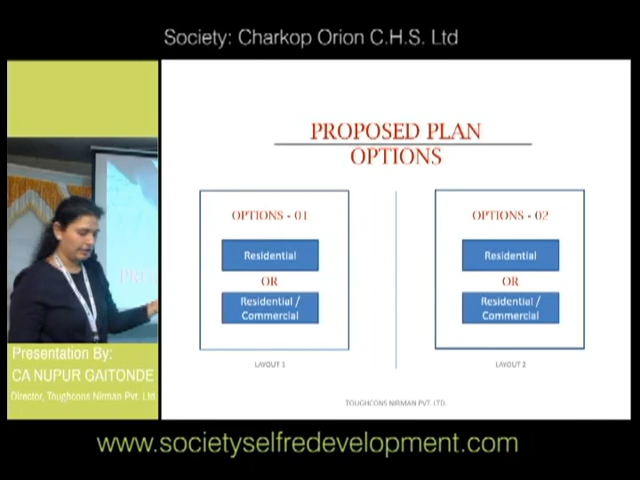 Society: Charkop Orion C.H.S. Ltd
PROPOSED PLAN
OPTIONS
OPTIONS - 01
Residential
OR
Residential /
Commercial
LAYOUT 1
OPTIONS - 02
Residential
OR
Residential /
Commercial
LAYOUT 2
TOUGHCONS NIRMAN PVT. LTD.
PRE
Presentation By:
CA NUPUR GAITONDE
Director, Toughcons Nirman Pvt. Ltd.
www.societyselfredevelopment.com